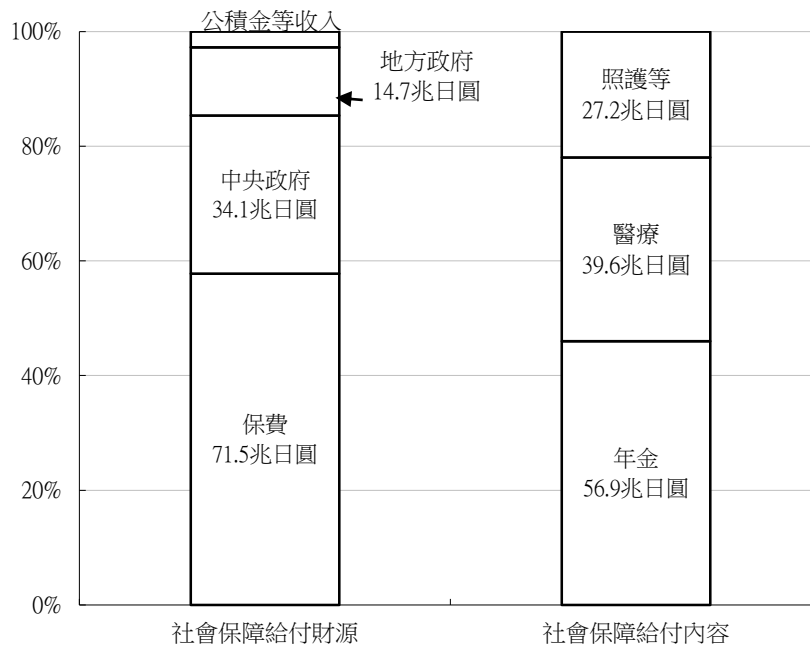 公積金等收入
100%
80%
60%
40%
20%
0%
地方政府
14.7兆日圓
中央政府
34.1兆日圓
保費
71.5兆日圓
照護等
27.2兆日圓
醫療
39.6兆日圓
年金
56.9兆日圓
社會保障給付財源
社會保障給付內容